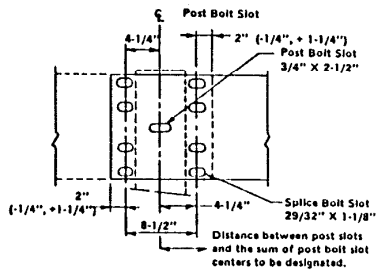 ℄ Post Bolt Slot
4-1/4"
2" (-1/4", + 1-1/4")
Post Bolt Slot
3/4" X 2-1/2"
2"
(-1/4", +1-1/4")
4-1/4"
8-1/2"
Splice Bolt Slot
29/32" X 1-1/8"
Distance between post slots
and the sum of post bolt slot
centers to be designated.